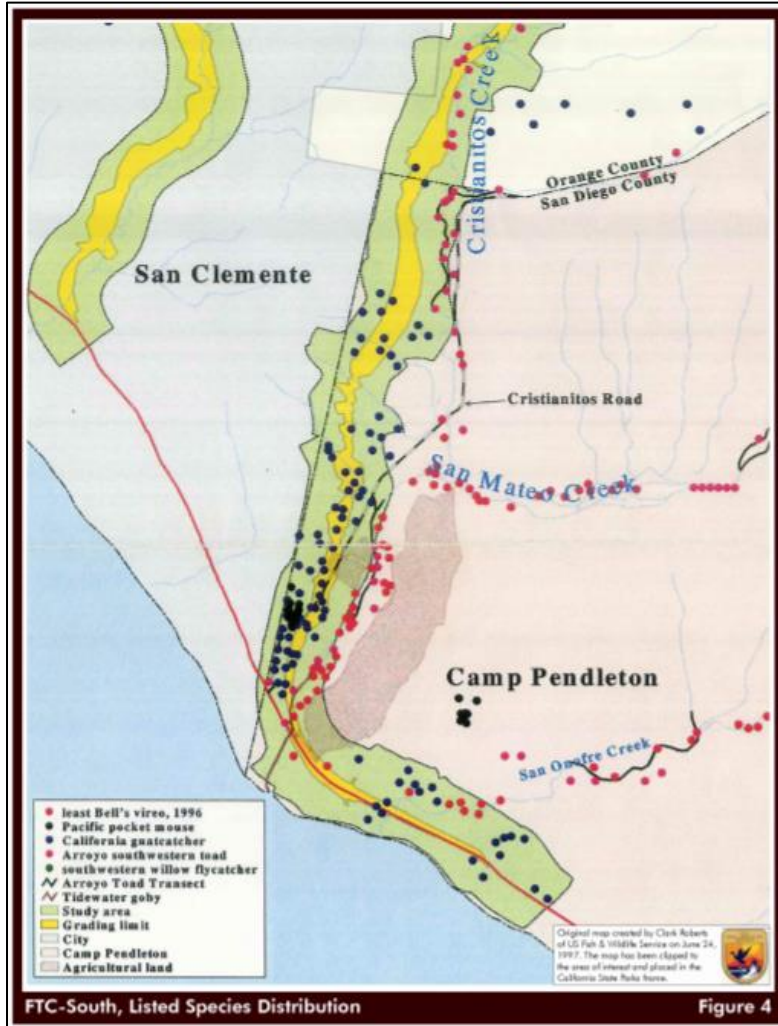 Cristianitos Creek
Orange County
San Diego County
San Clemente
Cristianitos Road
San Mateo Creek
Camp Pendleton
San Onofre Creek
least Bell's vireo, 1996
Pacific pocket mouse
California gnatcatcher
Arroyo southwestern toad
southwestern willow flycatcher
Arroyo Toad Transect
Tidewater goby
Study area
Grading limit
City
Camp Pendleton
Agricultural land
Original map created by Clark Roberts
of US Fish & Wildlife Service on June 24,
1997. The map has been clipped to
the area of interest and placed in the
California State Parks frame.
FTC-South, Listed Species Distribution
Figure 4